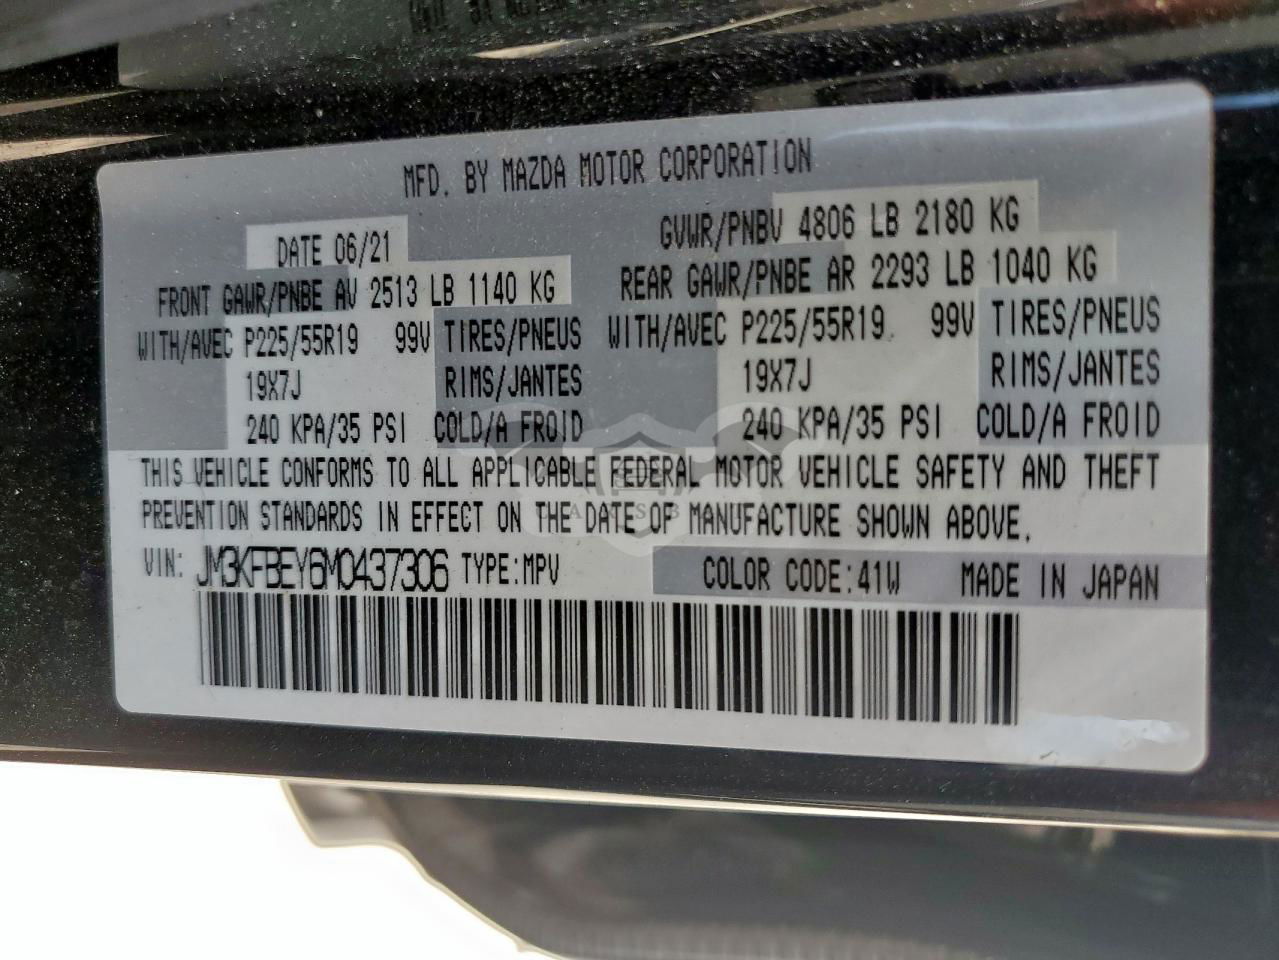 MFD. BY MAZDA MOTOR CORPORATION
DATE 06/21 GVWR/PNBV 4806 LB 2180 KG
FRONT GAWR/PNBE AV 2513 LB 1140 KG REAR GAWR/PNBE AR 2293 LB 1040 KG
WITH/AVEC P225/55R19 99V TIRES/PNEUS WITH/AVEC P225/55R19 99V TIRES/PNEUS
19X7J RIMS/JANTES 19X7J RIMS/JANTES
240 KPA/35 PSI COLD/A FROID 240 KPA/35 PSI COLD/A FROID
THIS VEHICLE CONFORMS TO ALL APPLICABLE FEDERAL MOTOR VEHICLE SAFETY AND THEFT
PREVENTION STANDARDS IN EFFECT ON THE DATE OF MANUFACTURE SHOWN ABOVE.
VIN: JM3KFBEY6M0437306 TYPE:MPV COLOR CODE:41W MADE IN JAPAN